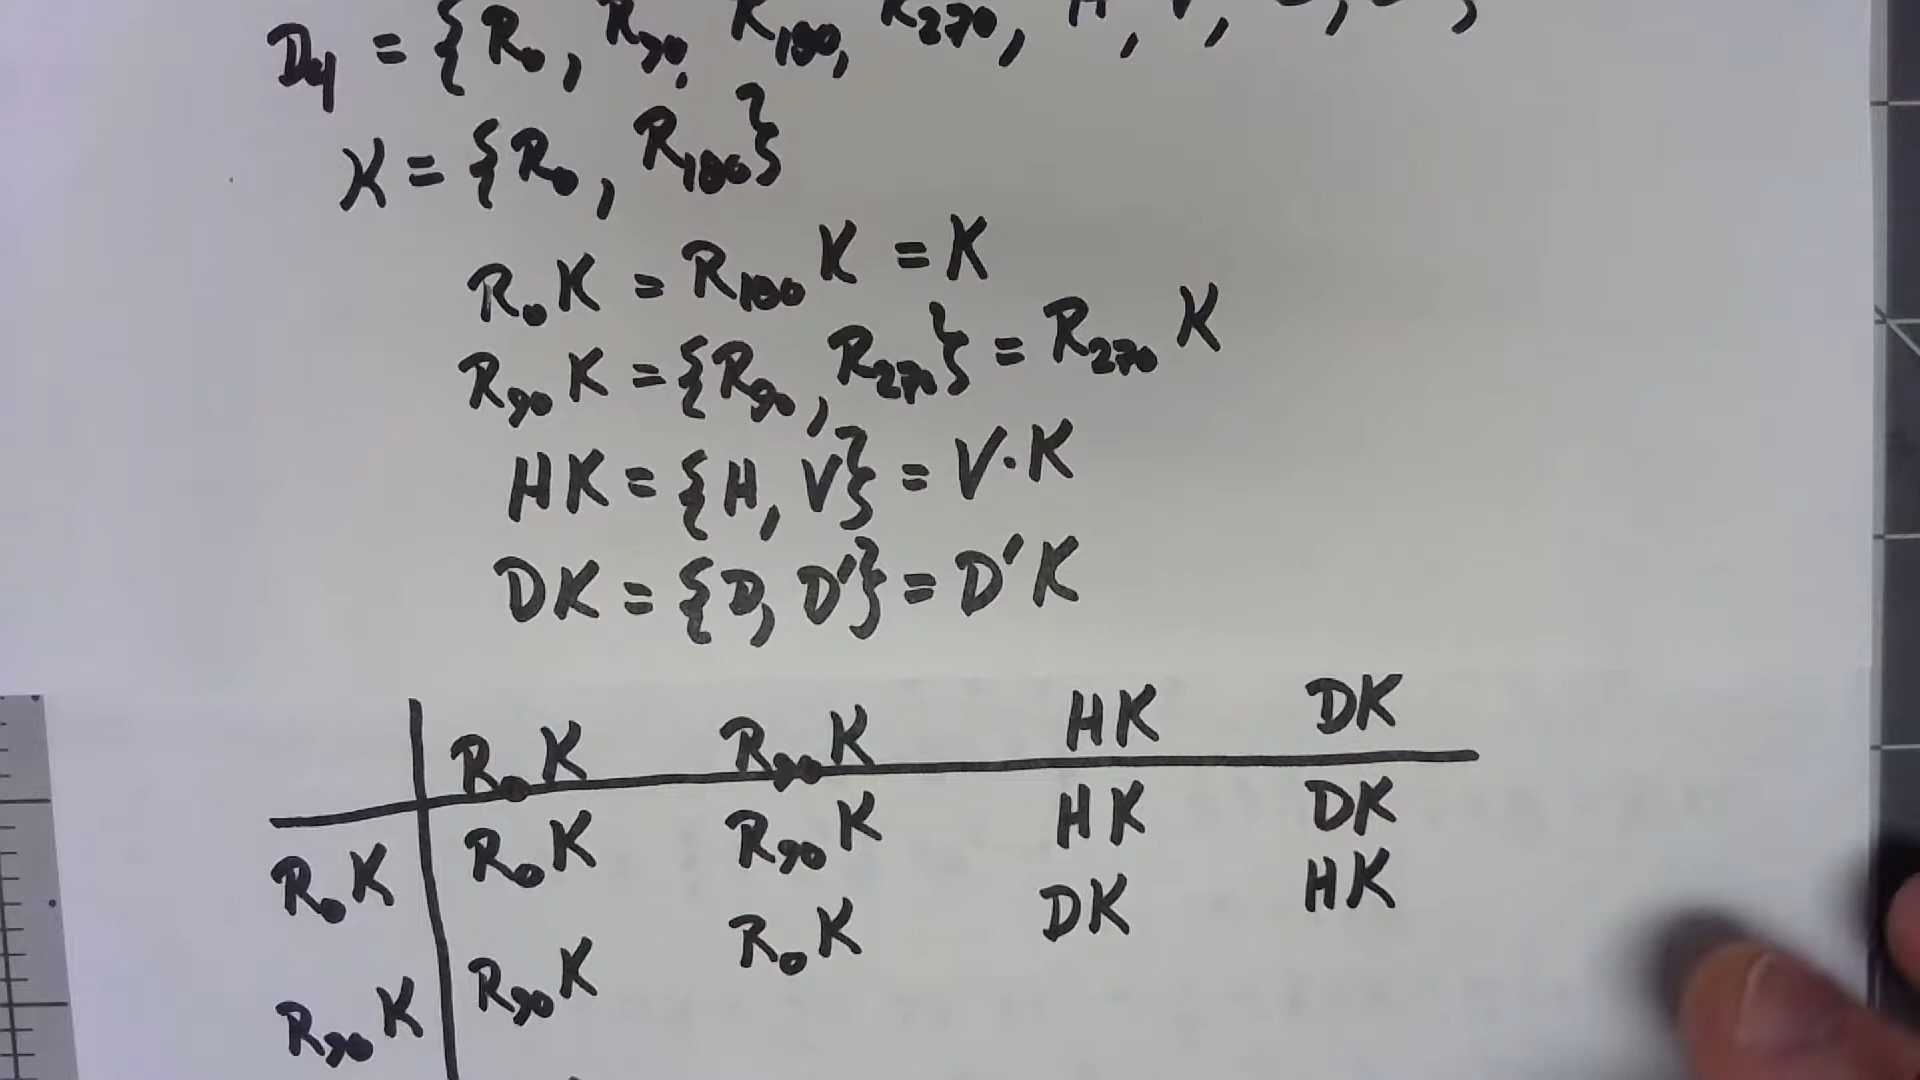 D₄ = {R₀, R₉₀, R₁₈₀, R₂₇₀, H, V,
K = {R₀, R₁₈₀}
R₀K = R₁₈₀K = K
R₉₀K = {R₉₀, R₂₇₀} = R₂₇₀K
HK = {H, V} = V·K
DK = {D, D'} = D'K
R₀K R₉₀K HK DK
R₀K R₀K R₉₀K HK DK
R₉₀K R₉₀K R₀K DK HK